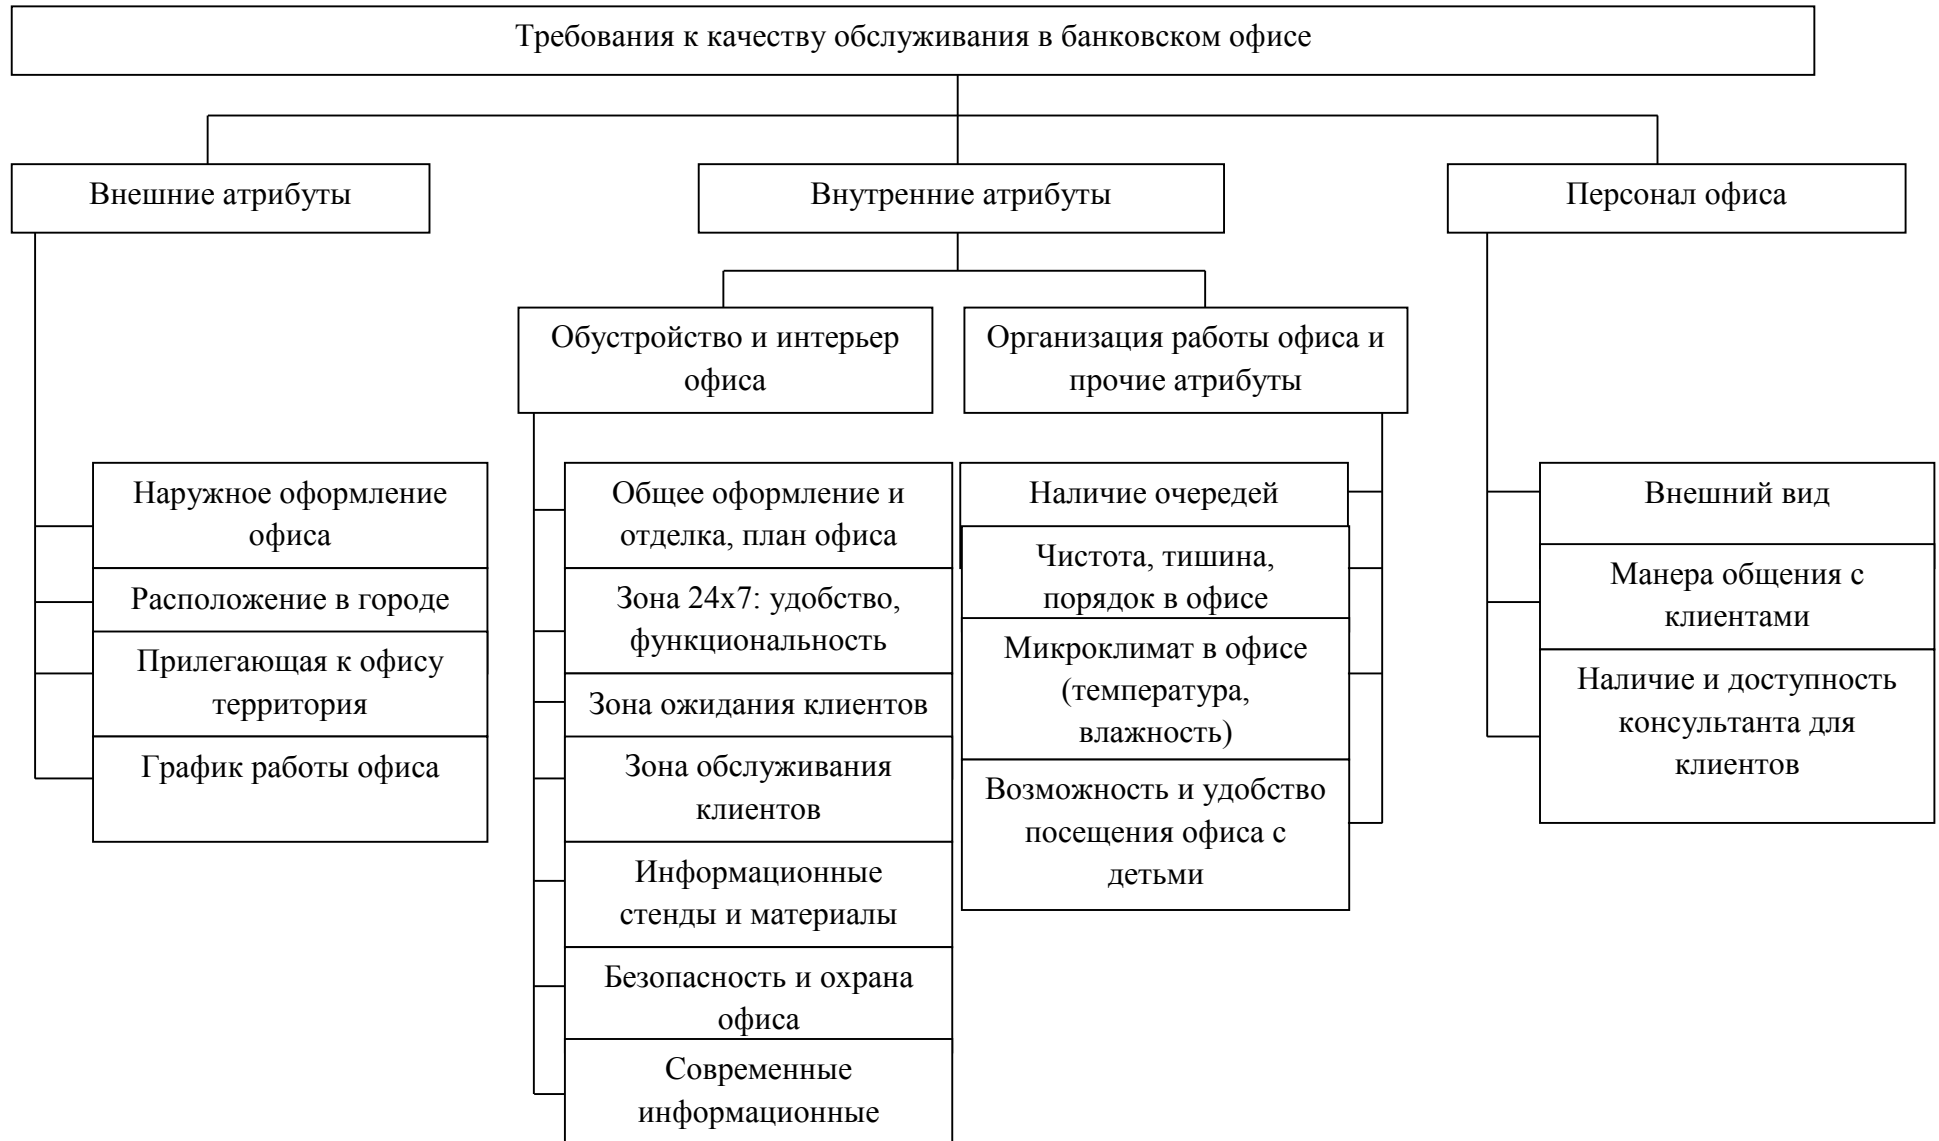 Требования к качеству обслуживания в банковском офисе
Внешние атрибуты
Внутренние атрибуты
Персонал офиса
Обустройство и интерьер
офиса
Организация работы офиса и
прочие атрибуты
Наружное оформление
офиса
Расположение в городе
Прилегающая к офису
территория
График работы офиса
Общее оформление и
отделка, план офиса
Зона 24х7: удобство,
функциональность
Зона ожидания клиентов
Зона обслуживания
клиентов
Информационные
стенды и материалы
Безопасность и охрана
офиса
Современные
информационные
Наличие очередей
Чистота, тишина,
порядок в офисе
Микроклимат в офисе
(температура,
влажность)
Возможность и удобство
посещения офиса с
детьми
Внешний вид
Манера общения с
клиентами
Наличие и доступность
консультанта для
клиентов